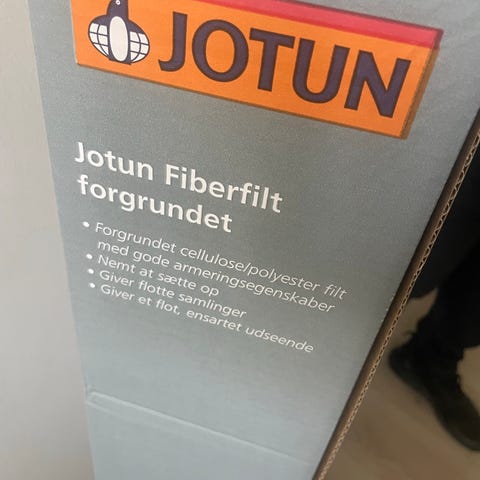 JOTUN
Jotun Fiberfilt
forgrundet
• Forgrundet cellulose/polyester filt
med gode armeringsegenskaber
• Nemt at sætte op
• Giver flotte samlinger
• Giver et flot, ensartet udseende